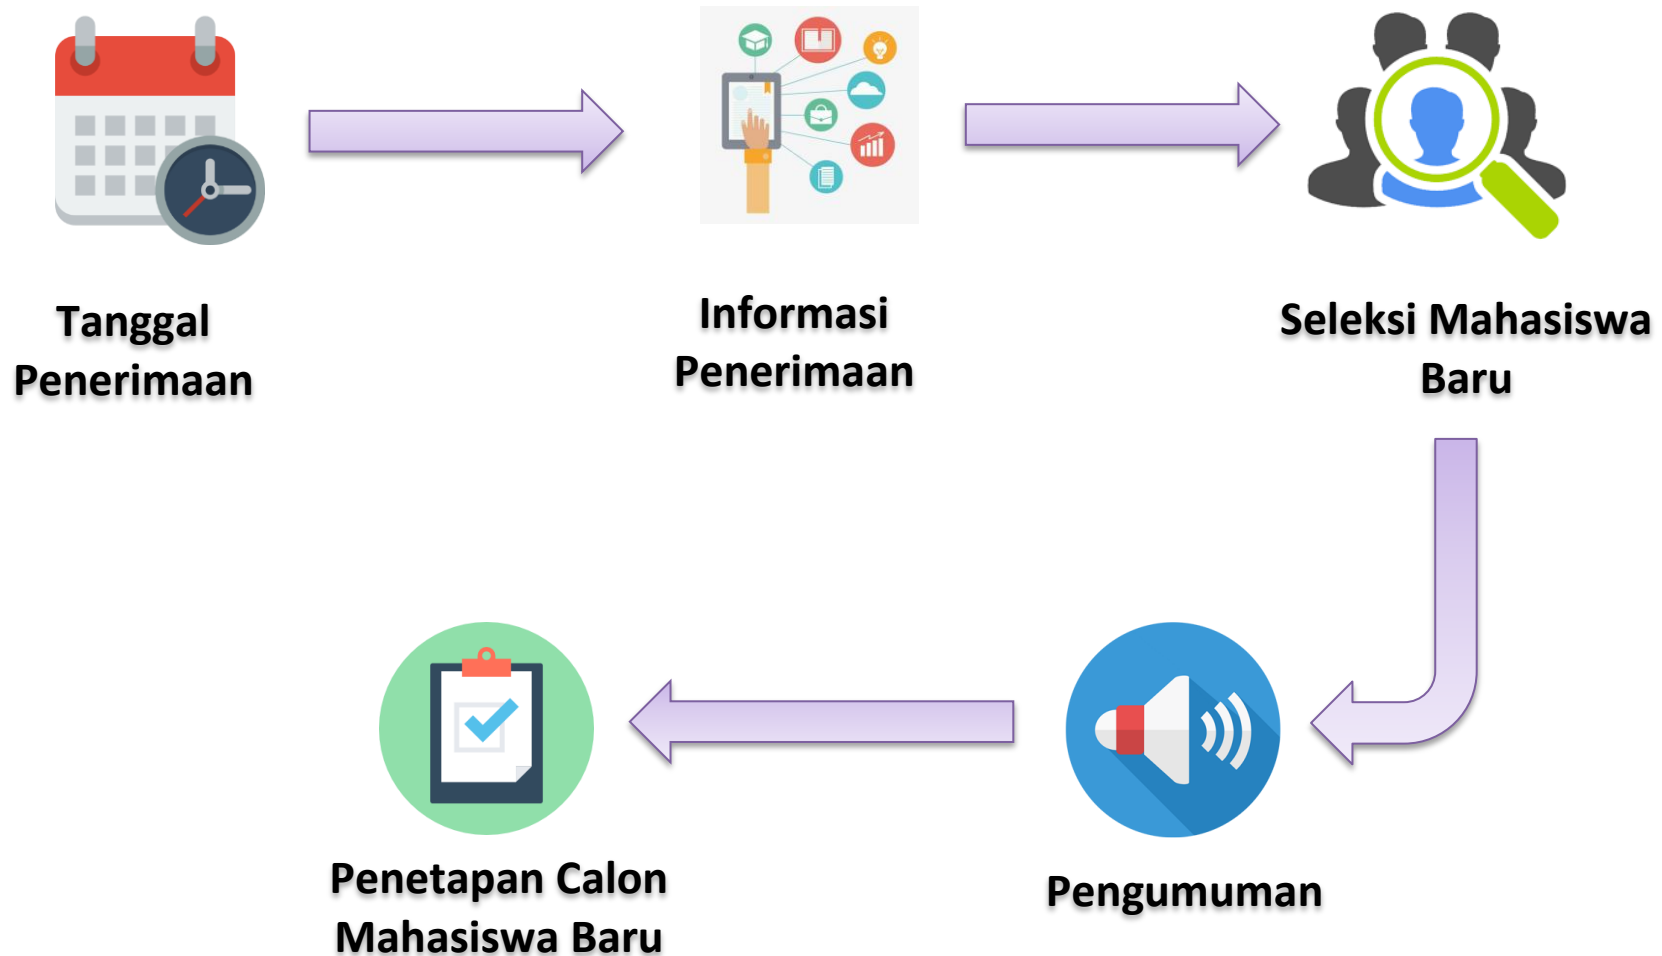 Tanggal
Penerimaan
Informasi
Penerimaan
Seleksi Mahasiswa
Baru
Pengumuman
Penetapan Calon
Mahasiswa Baru